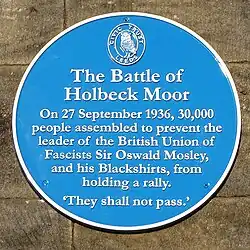 CIVIC TRUST
LEEDS
The Battle of
Holbeck Moor
On 27 September 1936, 30,000
people assembled to prevent the
leader of the British Union of
Fascists Sir Oswald Mosley,
and his Blackshirts, from
holding a rally.
'They shall not pass.'